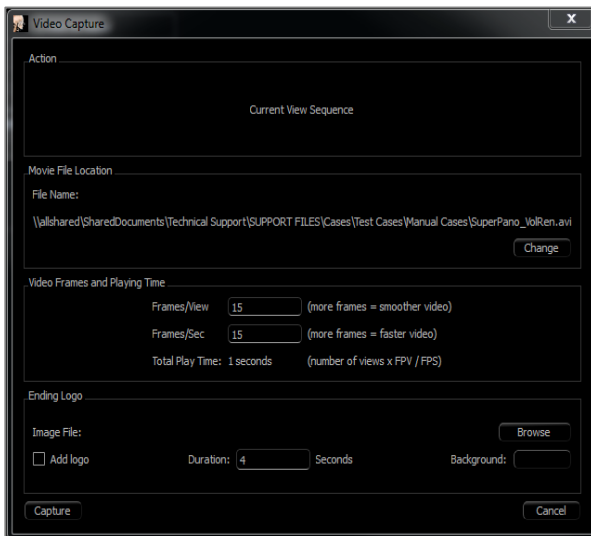 Video Capture
X
Action
Current View Sequence
Movie File Location
File Name:
\\allshared\SharedDocuments\Technical Support\SUPPORT FILES\Cases\Test Cases\Manual Cases\SuperPano_VolRen.avi
Change
Video Frames and Playing Time
Frames/View 15 (more frames = smoother video)
Frames/Sec 15 (more frames = faster video)
Total Play Time: 1 seconds (number of views x FPV / FPS)
Ending Logo
Image File: Browse
Add logo Duration: 4 Seconds Background:
Capture Cancel